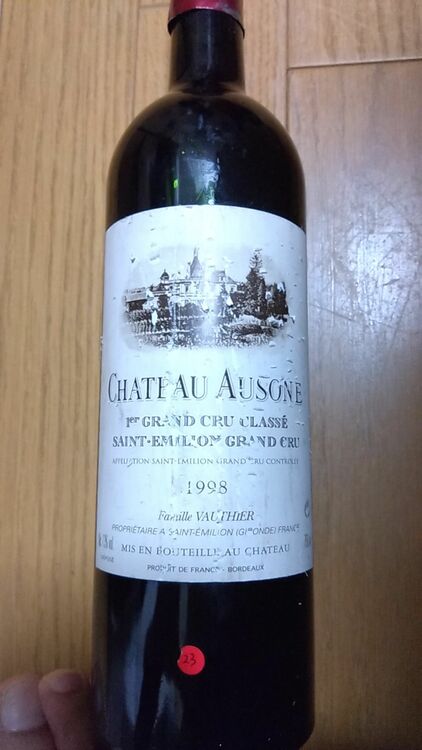 CHATEAU AUSONE
1er GRAND CRU CLASSÉ
SAINT-EMILION GRAND CRU
APPELLATION SAINT-EMILION GRAND CRU CONTROLÉE
1998
Famille VAUTHIER
PROPRIÉTAIRE A SAINT-ÉMILION (GIRONDE) FRANCE
MIS EN BOUTEILLE AU CHATEAU
PRODUIT DE FRANCE - BORDEAUX
23